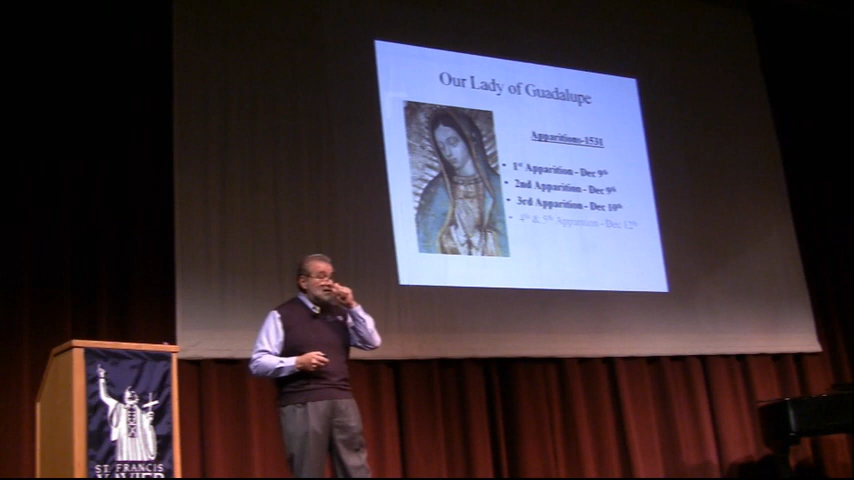 Our Lady of Guadalupe
Apparitions-1531
• 1st Apparition - Dec 9th
• 2nd Apparition - Dec 9th
• 3rd Apparition - Dec 10th
• 4th & 5th Apparition - Dec 12th
ST FRANCIS
XAVIER